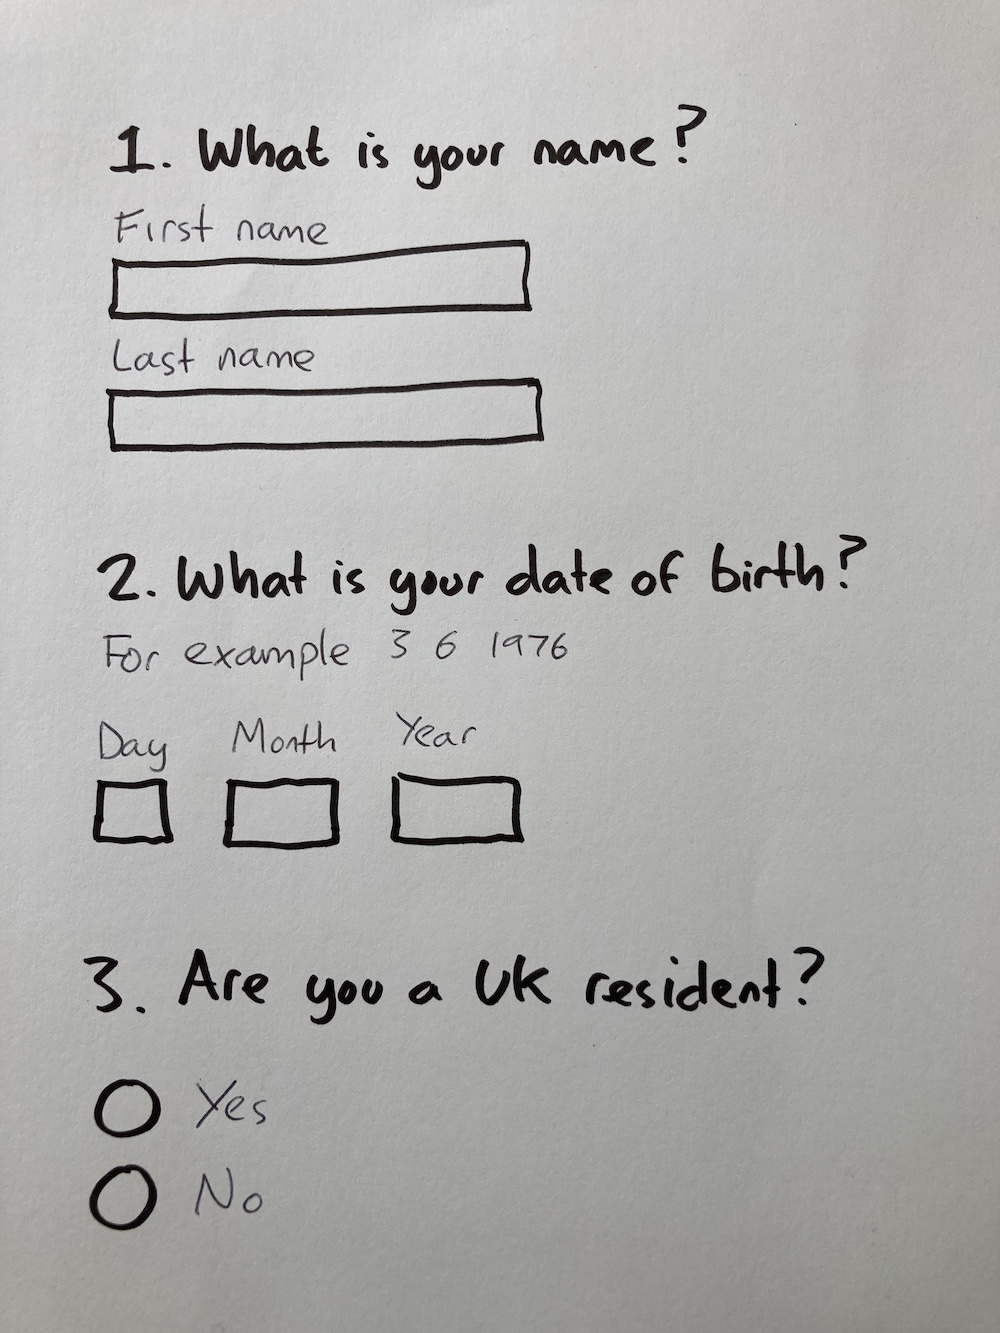 1. What is your name?
First name
Last name
2. What is your date of birth?
For example 3 6 1976
Day Month Year
3. Are you a UK resident?
Yes
No